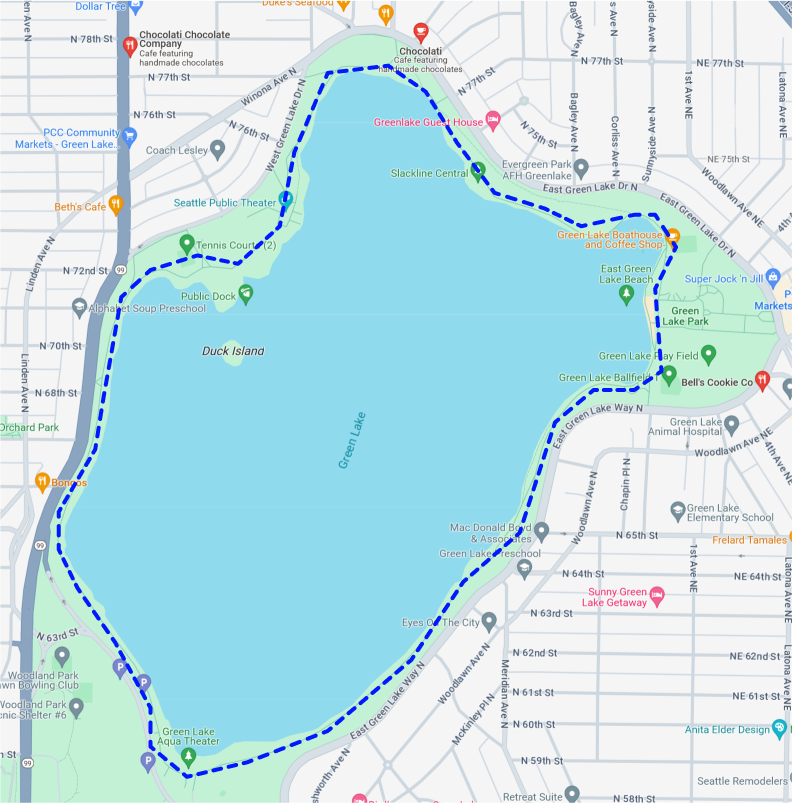 Dollar Tree
Duke's Seafood
N 78th St
Chocolati Chocolate
Company
Cafe featuring
handmade chocolates
Chocolati
Cafe featuring
handmade chocolates
N 77th St
N 77th St
N 77th St
NE 77th St
Winona Ave N
West Green Lake Dr N
Bagley Ave N
Bagley Ave N
Corliss Ave N
Sunnyside Ave N
1st Ave NE
Latona Ave N
N 76th St
N 76th St
PCC Community
Markets - Green Lake...
Coach Lesley
Greenlake Guest House
N 75th St
NE 75th St
Evergreen Park
AFH Greenlake
Slackline Central
East Green Lake Dr N
East Green Lake Dr N
Woodlawn Ave NE
Beth's Cafe
Seattle Public Theater
Green Lake Boathouse
and Coffee Shop
Linden Ave N
Tennis Courts (2)
N 72nd St
99
East Green
Lake Beach
Super Jock 'n Jill
Public Dock
Alphabet Soup Preschool
Green
Lake Park
N 70th St
Duck Island
Green Lake Play Field
Green Lake Ballfield
Bell's Cookie Co
Linden Ave N
N 68th St
East Green Lake Way N
Orchard Park
Green Lake
Green Lake
Animal Hospital
Woodlawn Ave NE
4th Ave NE
Chapin Pl N
Woodlawn Ave N
Bongos
Green Lake
Elementary School
99
Mac Donald Boyd
& Associates
N 65th St
Frelard Tamales
Green Lake Preschool
N 64th St
NE 64th St
1st Ave NE
Latona Ave N
Sunny Green
Lake Getaway
N 63rd St
N 63rd St
Eyes On The City
N 62nd St
NE 62nd St
Woodland Park
wn Bowling Club
Woodlawn Ave N
Meridian Ave N
East Green Lake Way N
N 61st St
NE 61st St
Woodland Park
nic Shelter #6
McKinley Pl N
Latona Ave NE
N 60th St
Anita Elder Design
Green Lake
Aqua Theater
N 59th St
99
shworth Ave N
Seattle Remodelers
Retreat Suite
N 58th St